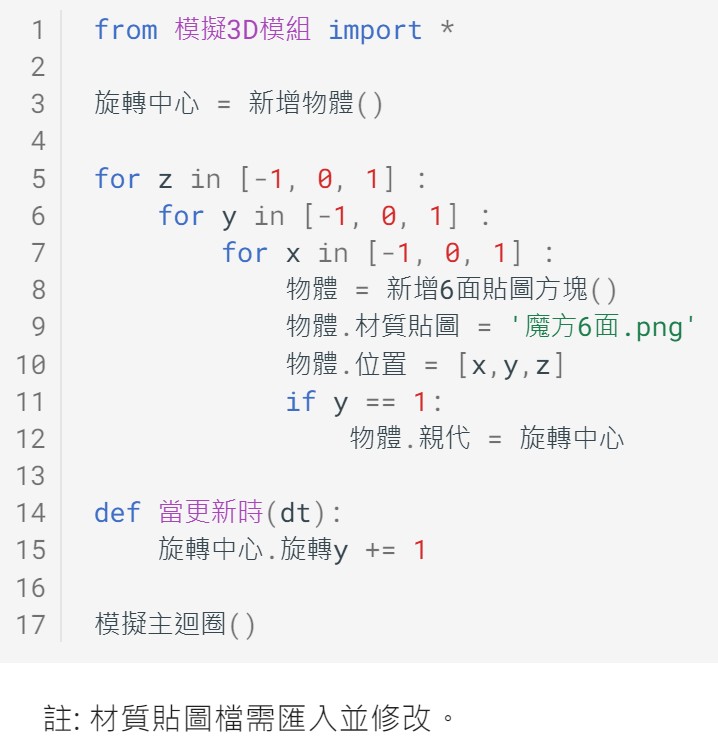 1 from 模擬3D模組 import *
2
3 旋轉中心 = 新增物體()
4
5 for z in [-1, 0, 1] :
6     for y in [-1, 0, 1] :
7         for x in [-1, 0, 1] :
8             物體 = 新增6面貼圖方塊()
9             物體.材質貼圖 = '魔方6面.png'
10             物體.位置 = [x,y,z]
11             if y == 1:
12                 物體.親代 = 旋轉中心
13
14 def 當更新時(dt):
15     旋轉中心.旋轉y += 1
16
17 模擬主迴圈()
註: 材質貼圖檔需匯入並修改。